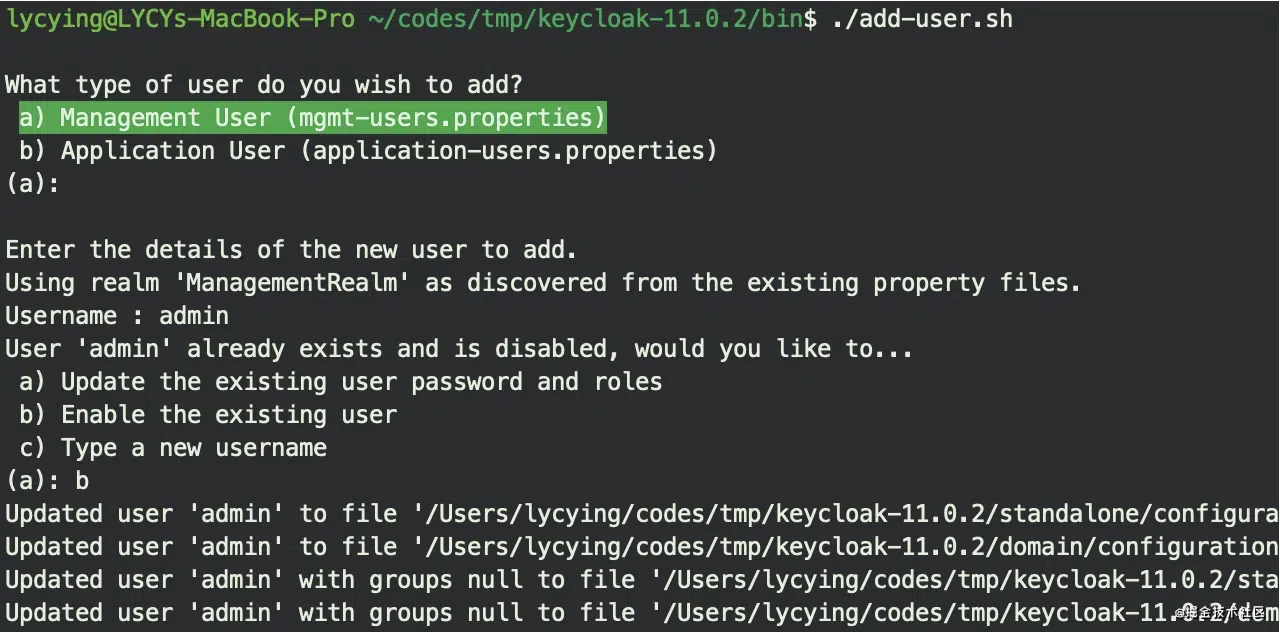 lycying@LYCYs-MacBook-Pro ~/codes/tmp/keycloak-11.0.2/bin$ ./add-user.sh
What type of user do you wish to add?
a) Management User (mgmt-users.properties)
b) Application User (application-users.properties)
(a):
Enter the details of the new user to add.
Using realm 'ManagementRealm' as discovered from the existing property files.
Username : admin
User 'admin' already exists and is disabled, would you like to...
a) Update the existing user password and roles
b) Enable the existing user
c) Type a new username
(a): b
Updated user 'admin' to file '/Users/lycying/codes/tmp/keycloak-11.0.2/standalone/configura
Updated user 'admin' to file '/Users/lycying/codes/tmp/keycloak-11.0.2/domain/configuration
Updated user 'admin' with groups null to file '/Users/lycying/codes/tmp/keycloak-11.0.2/sta
Updated user 'admin' with groups null to file '/Users/lycying/codes/tmp/keycloak-11.0.2/dom
@掘金技术社区